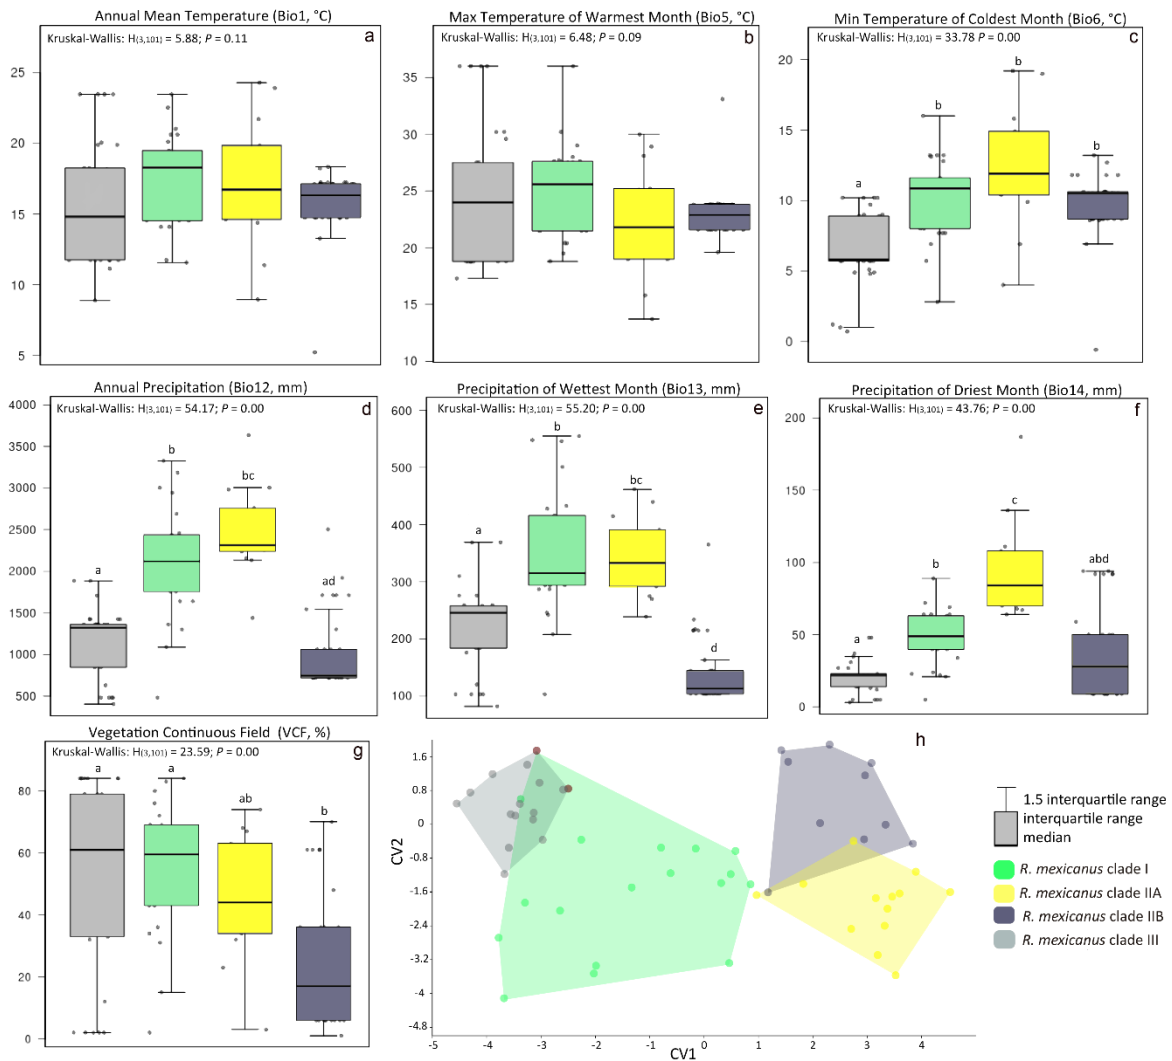 Annual Mean Temperature (Bio1, °C)
Kruskal-Wallis: H(3,101) = 5.88; P = 0.11
a
25
20
15
10
5
Max Temperature of Warmest Month (Bio5, °C)
Kruskal-Wallis: H(3,101) = 6.48; P = 0.09
b
35
30
25
20
15
10
Min Temperature of Coldest Month (Bio6, °C)
Kruskal-Wallis: H(3,101) = 33.78 P = 0.00
c
20
15
10
5
0
a
b
b
b
Annual Precipitation (Bio12, mm)
Kruskal-Wallis: H(3,101) = 54.17; P = 0.00
d
4000
3500
3000
2500
2000
1500
1000
500
a
b
bc
ad
Precipitation of Wettest Month (Bio13, mm)
Kruskal-Wallis: H(3,101) = 55.20; P = 0.00
e
600
500
400
300
200
100
a
b
bc
d
Precipitation of Driest Month (Bio14, mm)
Kruskal-Wallis: H(3,101) = 43.76; P = 0.00
f
200
150
100
50
0
a
b
c
abd
Vegetation Continuous Field (VCF, %)
Kruskal-Wallis: H(3,101) = 23.59; P = 0.00
g
80
60
40
20
0
a
a
ab
b
h
1.6
0.8
0
-0.8
-1.6
-2.4
-3.2
-4
-4.8
CV2
-5
-4
-3
-2
-1
0
1
2
3
4
5
CV1
1.5 interquartile range
interquartile range
median
R. mexicanus clade I
R. mexicanus clade IIA
R. mexicanus clade IIB
R. mexicanus clade III